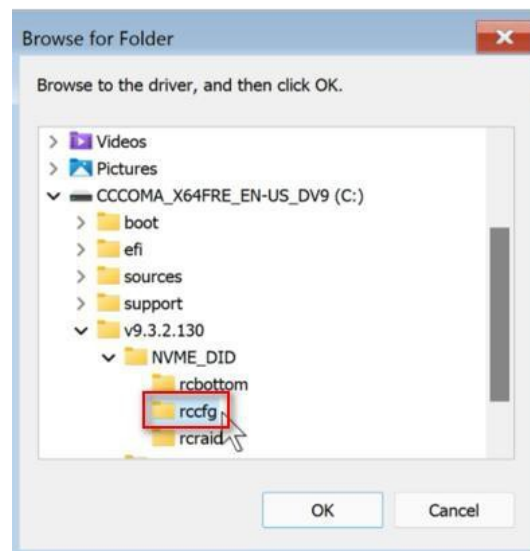 Browse for Folder
Browse to the driver, and then click OK.
Videos
Pictures
CCCOMA_X64FRE_EN-US_DV9 (C:)
boot
efi
sources
support
v9.3.2.130
NVME_DID
rcbottom
rccfg
rcraid
OK
Cancel